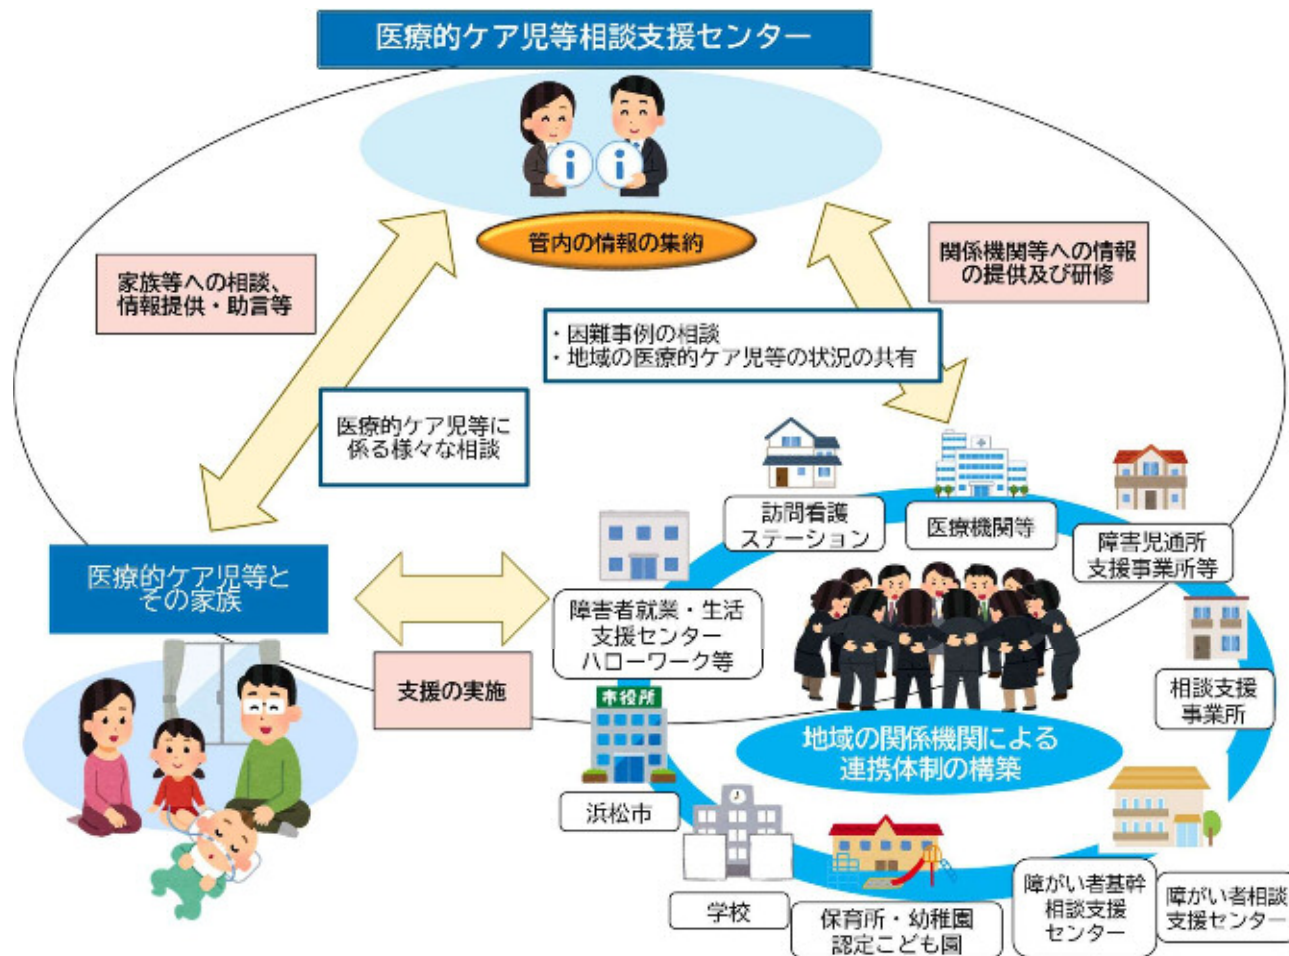 医療的ケア児等相談支援センター
管内の情報の集約
家族等への相談、
情報提供・助言等
関係機関等への情報
の提供及び研修
・困難事例の相談
・地域の医療的ケア児等の状況の共有
医療的ケア児等に
係る様々な相談
医療的ケア児等と
その家族
支援の実施
訪問看護
ステーション
医療機関等
障害児通所
支援事業所等
障害者就業・生活
支援センター
ハローワーク等
相談支援
事業所
市役所
浜松市
地域の関係機関による
連携体制の構築
学校
保育所・幼稚園
認定こども園
障がい者基幹
相談支援
センター
障がい者相談
支援センター